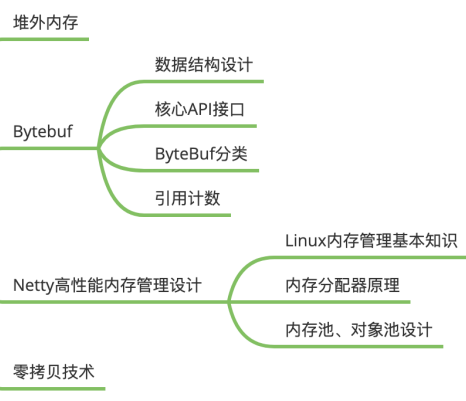 堆外内存
Bytebuf
数据结构设计
核心API接口
ByteBuf分类
引用计数
Netty高性能内存管理设计
Linux内存管理基本知识
内存分配器原理
内存池、对象池设计
零拷贝技术